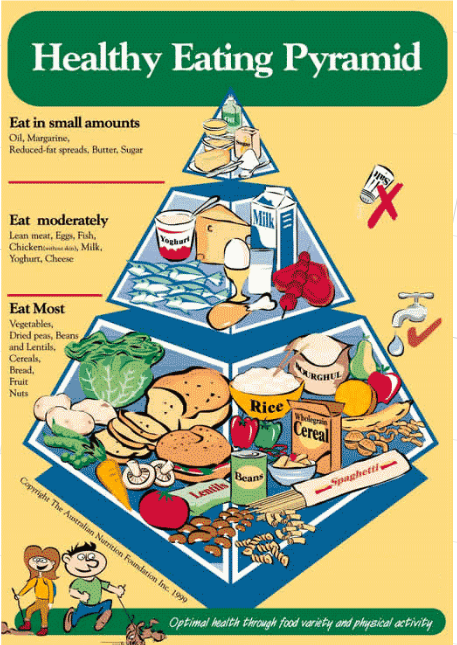 Healthy Eating Pyramid
Eat in small amounts
Oil, Margarine,
Reduced-fat spreads, Butter, Sugar
Oil
Sugar
Salt
Eat moderately
Lean meat, Eggs, Fish,
Chicken(without skin), Milk,
Yoghurt, Cheese
Yoghurt
Milk
Eat Most
Vegetables,
Dried peas, Beans
and Lentils,
Cereals,
Bread,
Fruit
Nuts
BOURGHUL
Rice
Wholegrain
Cereal
Beans
Lentils
Spaghetti
Copyright The Australian Nutrition Foundation Inc. 1999
Optimal health through food variety and physical activity